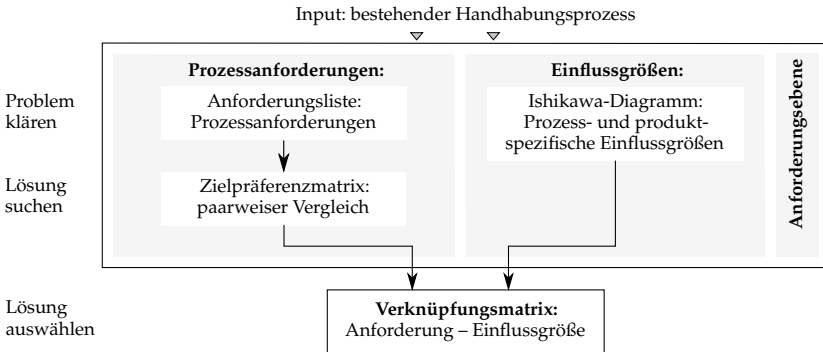 Input: bestehender Handhabungsprozess
Prozessanforderungen:
Einflussgrößen:
Problem
klären
Anforderungsliste:
Prozessanforderungen
Ishikawa-Diagramm:
Prozess- und produkt-
spezifische Einflussgrößen
Anforderungsebene
Lösung
suchen
Zielpräferenzmatrix:
paarweiser Vergleich
Lösung
auswählen
Verknüpfungsmatrix:
Anforderung – Einflussgröße